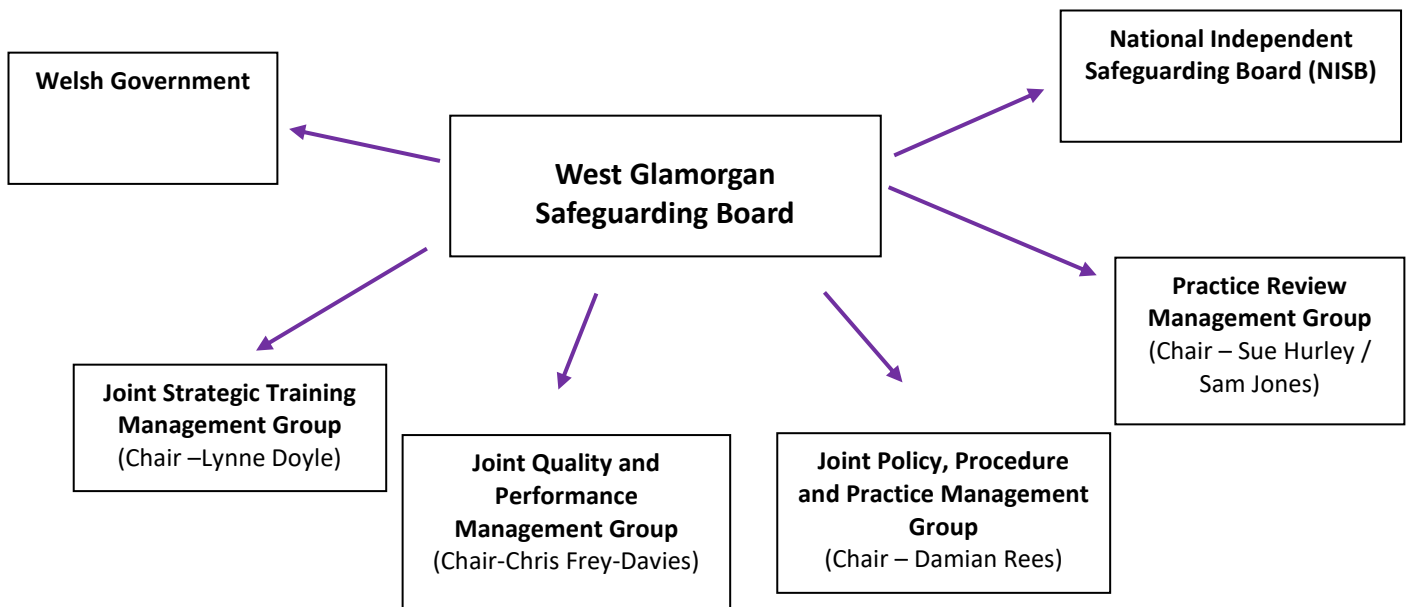 Welsh Government
National Independent
Safeguarding Board (NISB)
West Glamorgan
Safeguarding Board
Practice Review
Management Group
(Chair – Sue Hurley /
Sam Jones)
Joint Strategic Training
Management Group
(Chair –Lynne Doyle)
Joint Quality and
Performance
Management Group
(Chair-Chris Frey-Davies)
Joint Policy, Procedure
and Practice Management
Group
(Chair – Damian Rees)